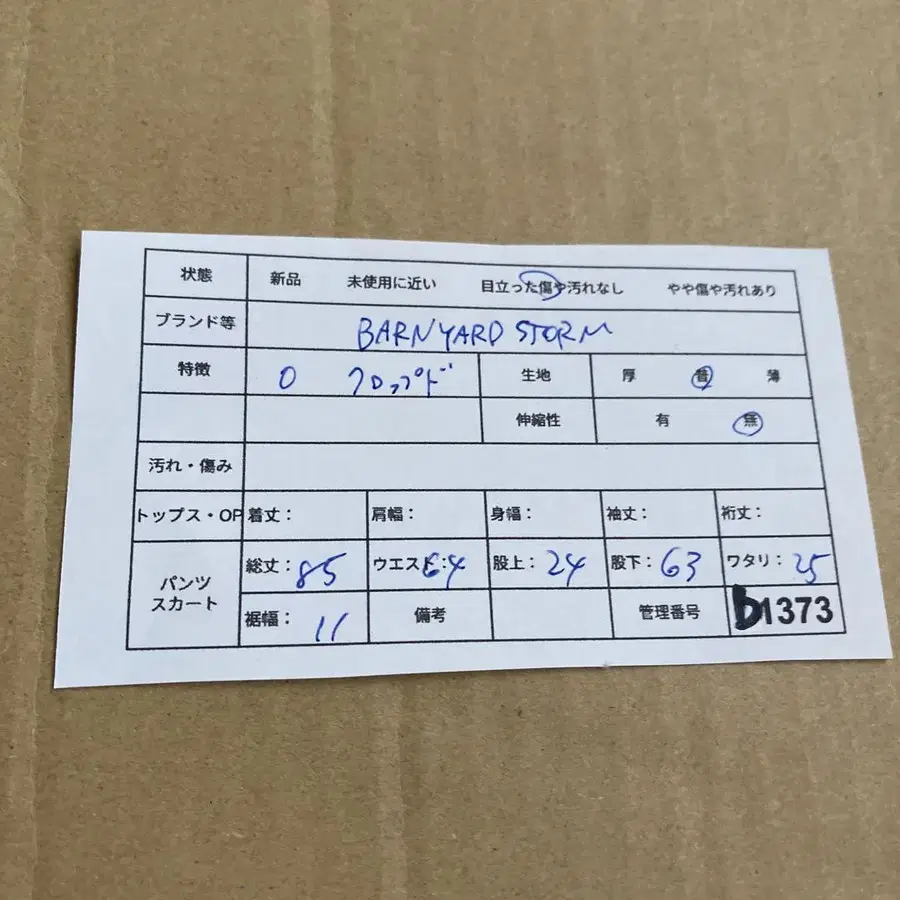 状態 新品 未使用に近い 目立った傷や汚れなし やや傷や汚れあり
ブランド等 BARNYARD STORM
特徴 0 クロップド 生地 厚 普 薄
伸縮性 有 無
汚れ・傷み
トップス・OP 着丈： 肩幅： 身幅： 袖丈： 裄丈：
パンツ スカート 総丈：85 ウエスト：64 股上：24 股下：63 ワタリ：25
裾幅：11 備考 管理番号 b1373